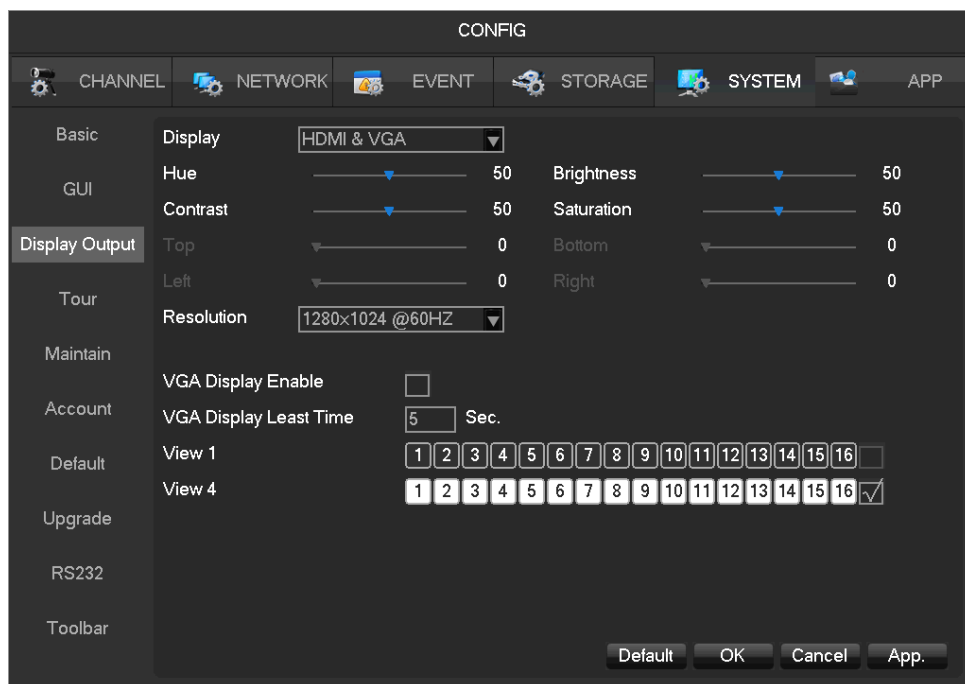 CONFIG
CHANNEL NETWORK EVENT STORAGE SYSTEM APP
Basic
GUI
Display Output
Tour
Maintain
Account
Default
Upgrade
RS232
Toolbar
Display HDMI & VGA
Hue 50 Brightness 50
Contrast 50 Saturation 50
Top 0 Bottom 0
Left 0 Right 0
Resolution 1280×1024 @60HZ
VGA Display Enable
VGA Display Least Time 5 Sec.
View 1 1 2 3 4 5 6 7 8 9 10 11 12 13 14 15 16
View 4 1 2 3 4 5 6 7 8 9 10 11 12 13 14 15 16
Default OK Cancel App.